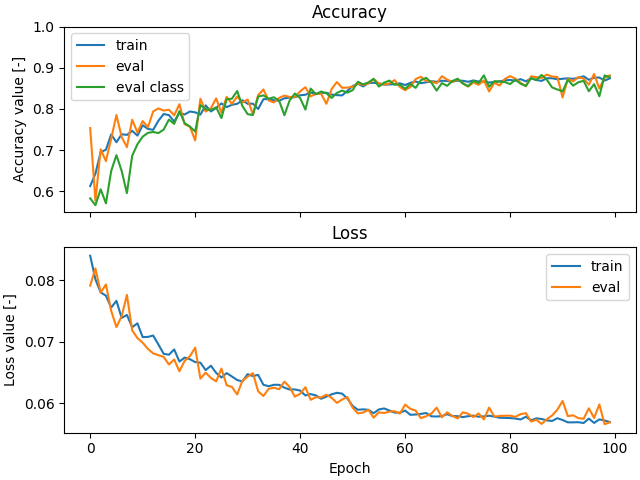 Accuracy
1.0
0.9
0.8
0.7
0.6
Accuracy value [-]
train
eval
eval class
Loss
0.08
0.07
0.06
Loss value [-]
train
eval
0 20 40 60 80 100
Epoch